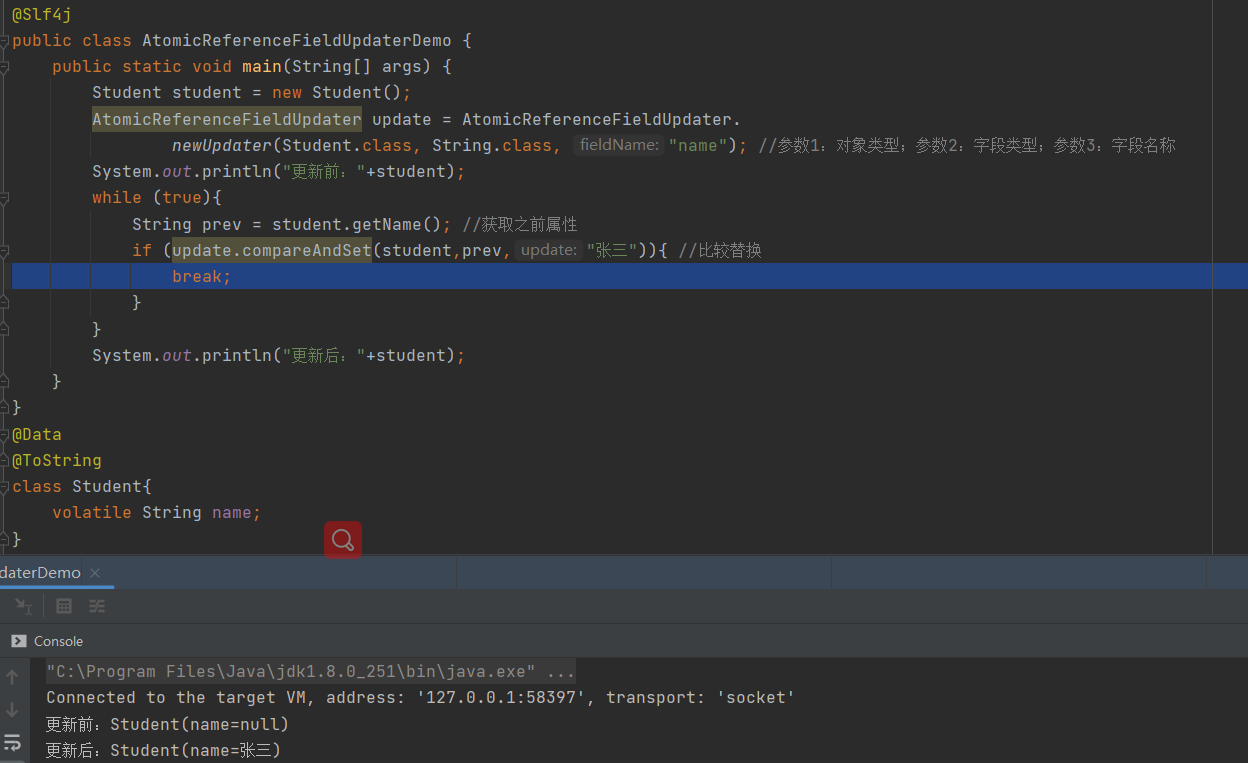 @Slf4j
public class AtomicReferenceFieldUpdaterDemo {
public static void main(String[] args) {
Student student = new Student();
AtomicReferenceFieldUpdater update = AtomicReferenceFieldUpdater.
newUpdater(Student.class, String.class, fieldName: "name"); //参数1：对象类型；参数2：字段类型；参数3：字段名称
System.out.println("更新前："+student);
while (true){
String prev = student.getName(); //获取之前属性
if (update.compareAndSet(student,prev, update: "张三")){ //比较替换
break;
}
}
System.out.println("更新后："+student);
}
}
@Data
@ToString
class Student{
volatile String name;
}
daterDemo ×
Console
"C:\Program Files\Java\jdk1.8.0_251\bin\java.exe" ...
Connected to the target VM, address: '127.0.0.1:58397', transport: 'socket'
更新前：Student(name=null)
更新后：Student(name=张三)